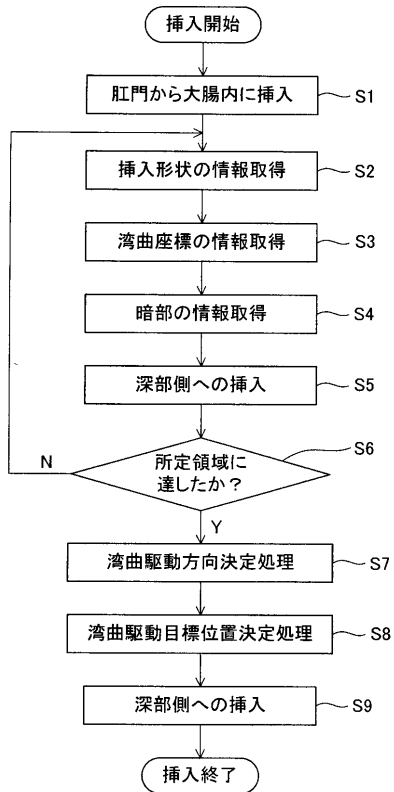 挿入開始
肛門から大腸内に挿入 S1
挿入形状の情報取得 S2
湾曲座標の情報取得 S3
暗部の情報取得 S4
深部側への挿入 S5
S6
所定領域に
達したか?
N
Y
湾曲駆動方向決定処理 S7
湾曲駆動目標位置決定処理 S8
深部側への挿入 S9
挿入終了